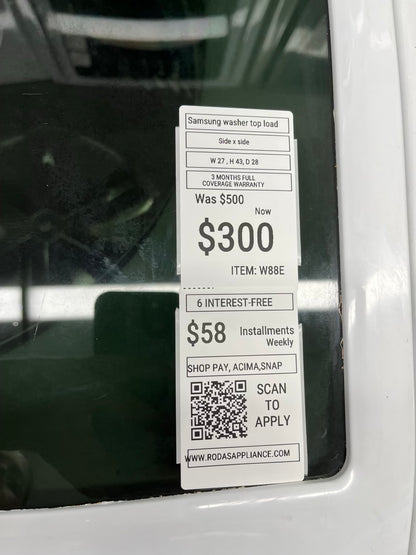 Samsung washer top load
Side x side
W 27 , H 43, D 28
3 MONTHS FULL
COVERAGE WARRANTY
Was $500
Now
$300
ITEM: W88E
6 INTEREST-FREE
$58 Installments
Weekly
SHOP PAY, ACIMA,SNAP
SCAN
TO
APPLY
WWW.RODASAPPLIANCE.COM